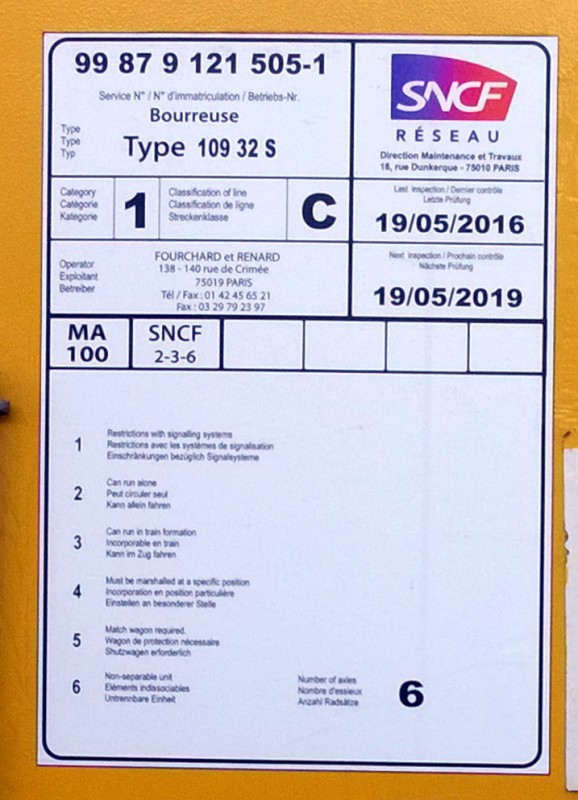 99 87 9 121 505-1
Service N° / N° d'immatriculation / Betriebs-Nr.
Bourreuse
Type
Type
Typ
Type 109 32 S
SNCF
RÉSEAU
Direction Maintenance et Travaux
18, rue Dunkerque - 75010 PARIS
Category
Catégorie
Kategorie
1
Classification of line
Classification de ligne
Streckenklasse
C
Last Inspection / Dernier contrôle
Letzte Prüfung
19/05/2016
Operator
Exploitant
Betreiber
FOURCHARD et RENARD
138 - 140 rue de Crimée
75019 PARIS
Tél / Fax : 01 42 45 65 21
Fax : 03 29 79 23 97
Next Inspection / Prochain contrôle
Nächste Prüfung
19/05/2019
MA
100
SNCF
2-3-6
1
Restrictions with signalling systems
Restrictions avec les systèmes de signalisation
Einschränkungen bezüglich Signalsysteme
2
Can run alone
Peut circuler seul
Kann allein fahren
3
Can run in train formation
Incorporable en train
Kann im Zug fahren
4
Must be marshalled at a specific position
Incorporation en position particulière
Einstellen an besonderer Stelle
5
Match wagon required.
Wagon de protection nécessaire
Shutzwagen erforderlich
6
Non-separable unit
Eléments indissociables
Untrennbare Einheit
Number of axles
Nombre d'essieux
Anzahl Radsätze
6